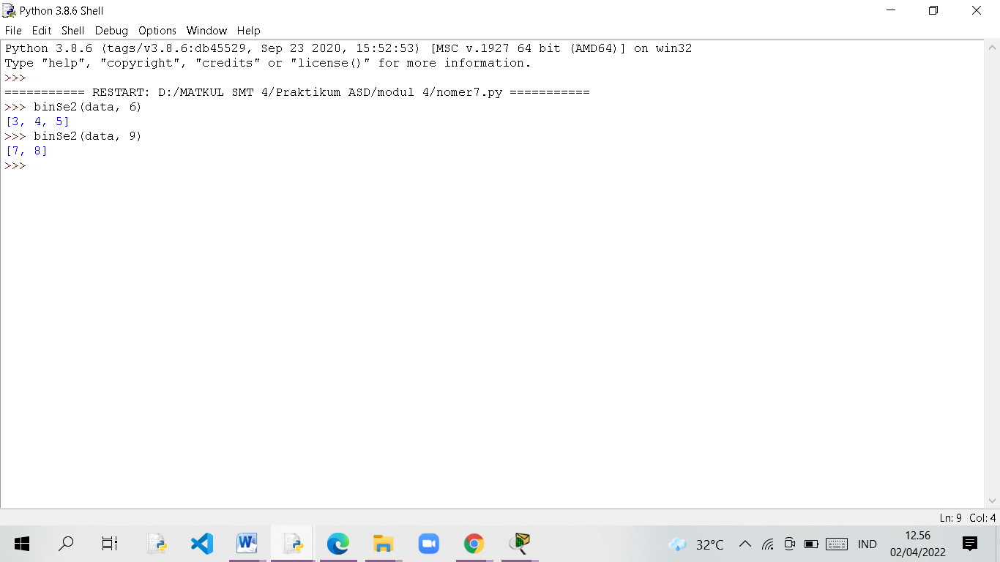 Python 3.8.6 Shell
File Edit Shell Debug Options Window Help
Python 3.8.6 (tags/v3.8.6:db45529, Sep 23 2020, 15:52:53) [MSC v.1927 64 bit (AMD64)] on win32
Type "help", "copyright", "credits" or "license()" for more information.
>>>
=========== RESTART: D:/MATKUL SMT 4/Praktikum ASD/modul 4/nomer7.py ===========
>>> binSe2(data, 6)
[3, 4, 5]
>>> binSe2(data, 9)
[7, 8]
>>>
Ln: 9 Col: 4
32°C IND 12.56
02/04/2022